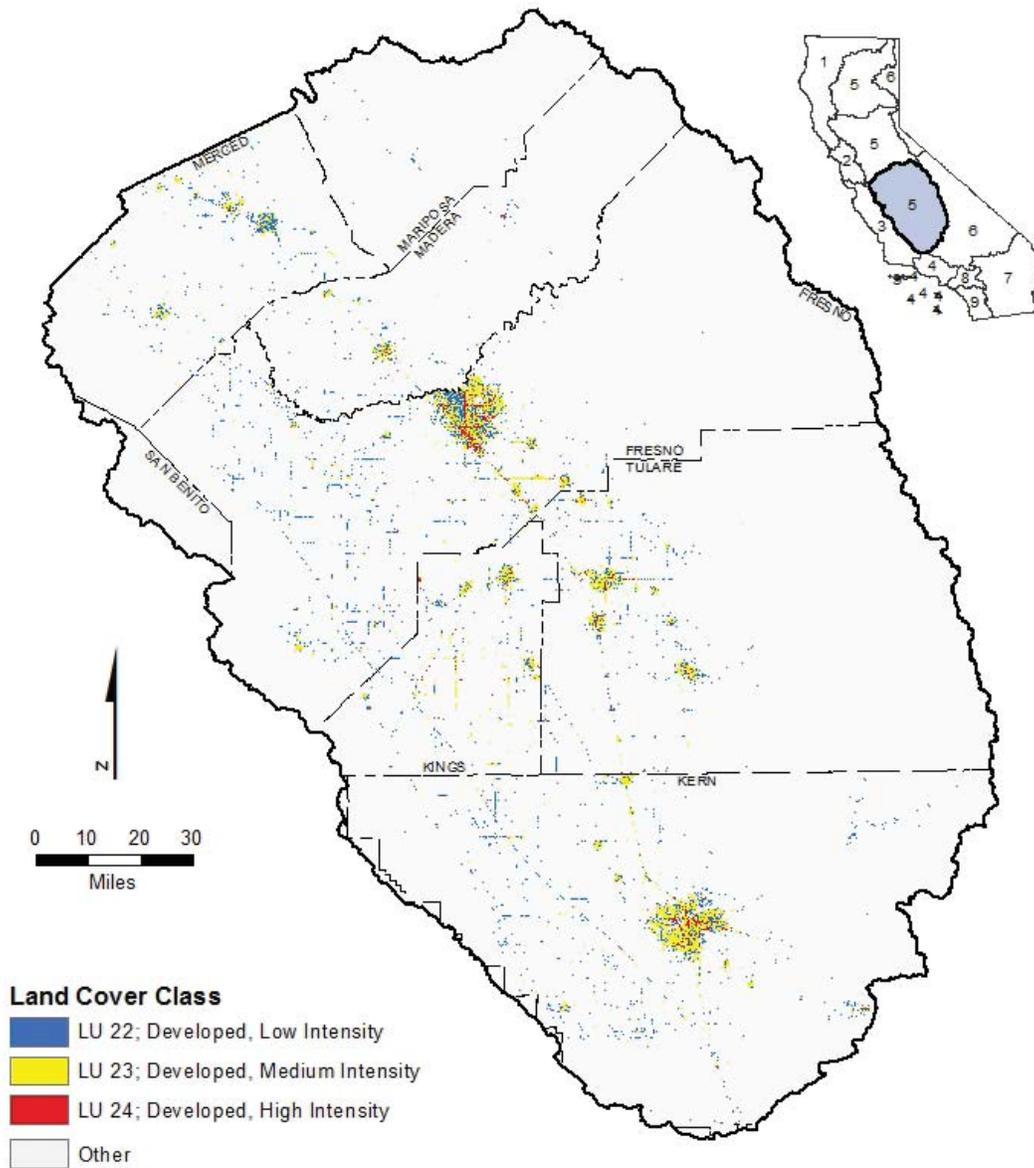 1
5
6
5
2
5
3
6
4
8
7
4
4
9
MERCED
MARIPOSA
MADERA
FRESNO
FRESNO
TULARE
SAN BENITO
KINGS
KERN
N
0 10 20 30
Miles
Land Cover Class
LU 22; Developed, Low Intensity
LU 23; Developed, Medium Intensity
LU 24; Developed, High Intensity
Other